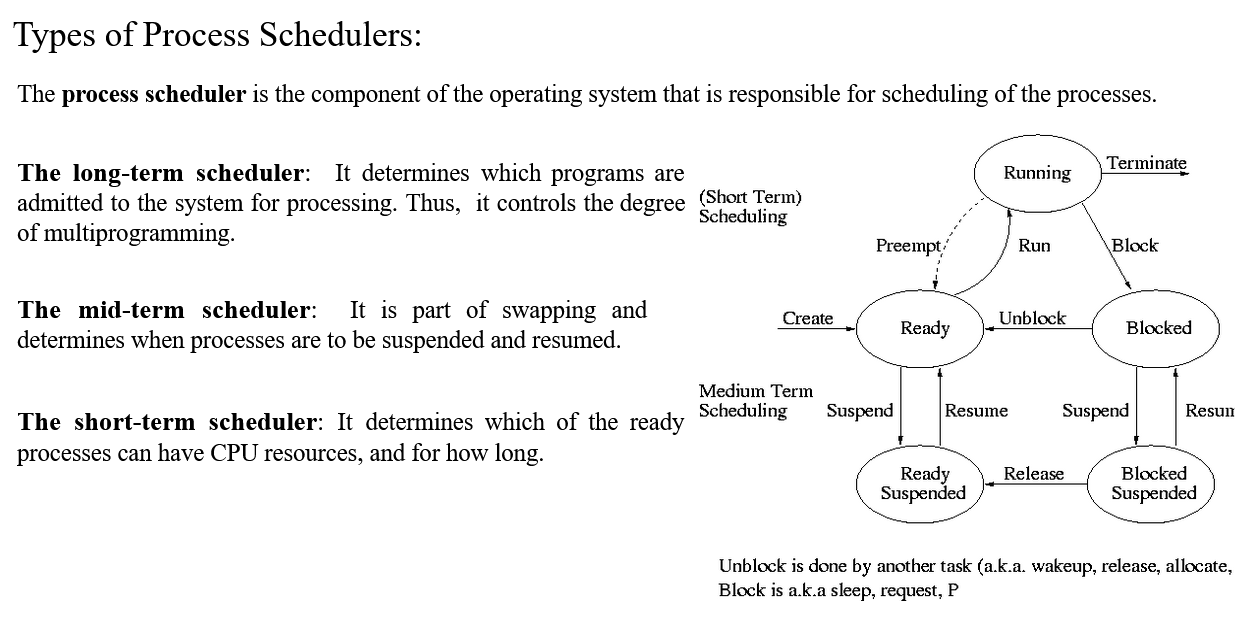 Types of Process Schedulers:
The process scheduler is the component of the operating system that is responsible for scheduling of the processes.
The long-term scheduler: It determines which programs are
admitted to the system for processing. Thus, it controls the degree
of multiprogramming.
The mid-term scheduler: It is part of swapping and
determines when processes are to be suspended and resumed.
The short-term scheduler: It determines which of the ready
processes can have CPU resources, and for how long.
Running
Terminate
(Short Term)
Scheduling
Preempt
Run
Block
Create
Ready
Unblock
Blocked
Medium Term
Scheduling
Suspend
Resume
Suspend
Ready
Suspended
Release
Blocked
Suspended
Unblock is done by another task (a.k.a. wakeup, release, allocate,
Block is a.k.a sleep, request, P